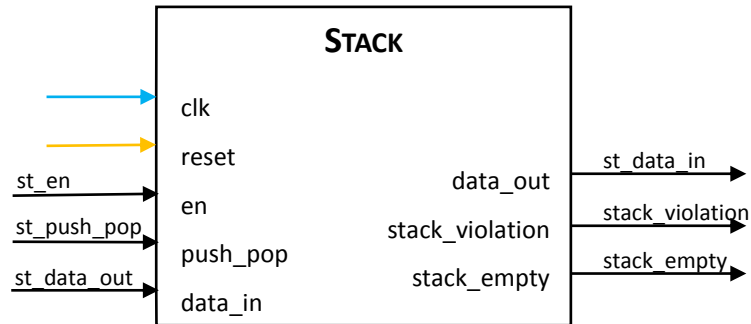 STACK
clk
reset
st_en
en
st_push_pop
push_pop
st_data_out
data_in
st_data_in
data_out
stack_violation
stack_violation
stack_empty
stack_empty